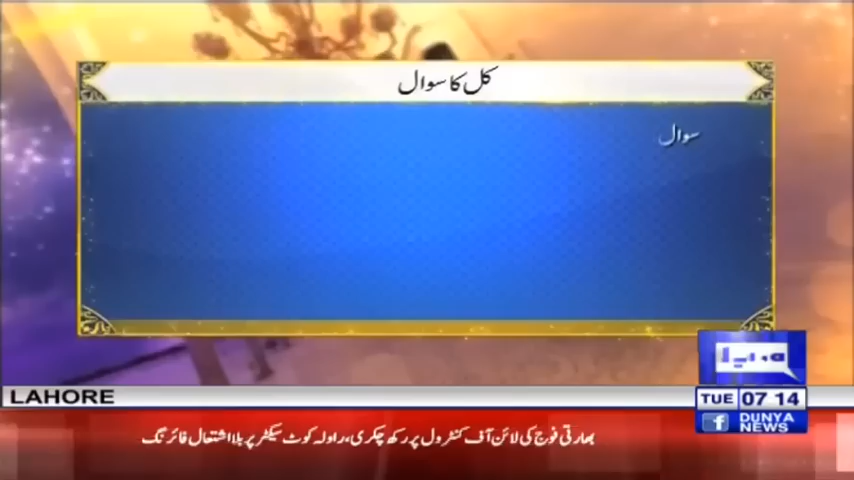 کل کا سوال
سوال
LAHORE
TUE 07 14
f DUNYA
NEWS
بھارتی فوج کی لائن آف کنٹرول پر رکھ چکری، راولہ کوٹ سیکٹر پر بلا اشتعال فائرنگ